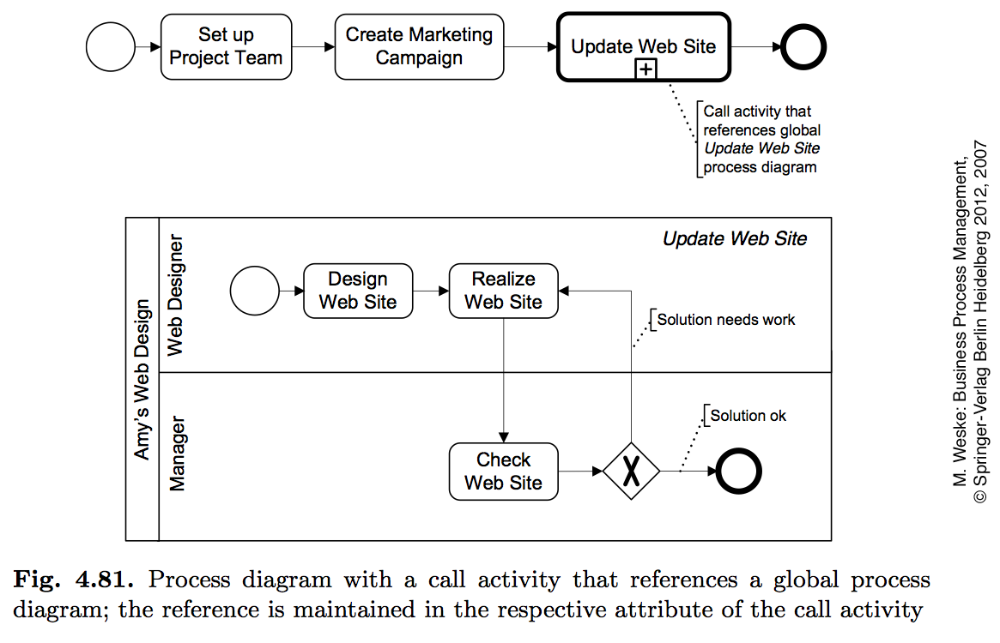 Set up
Project Team
Create Marketing
Campaign
Update Web Site
Call activity that
references global
Update Web Site
process diagram
M. Weske: Business Process Management,
© Springer-Verlag Berlin Heidelberg 2012, 2007
Amy's Web Design
Web Designer
Update Web Site
Design
Web Site
Realize
Web Site
Solution needs work
Manager
Solution ok
Check
Web Site
X
Fig. 4.81. Process diagram with a call activity that references a global process
diagram; the reference is maintained in the respective attribute of the call activity